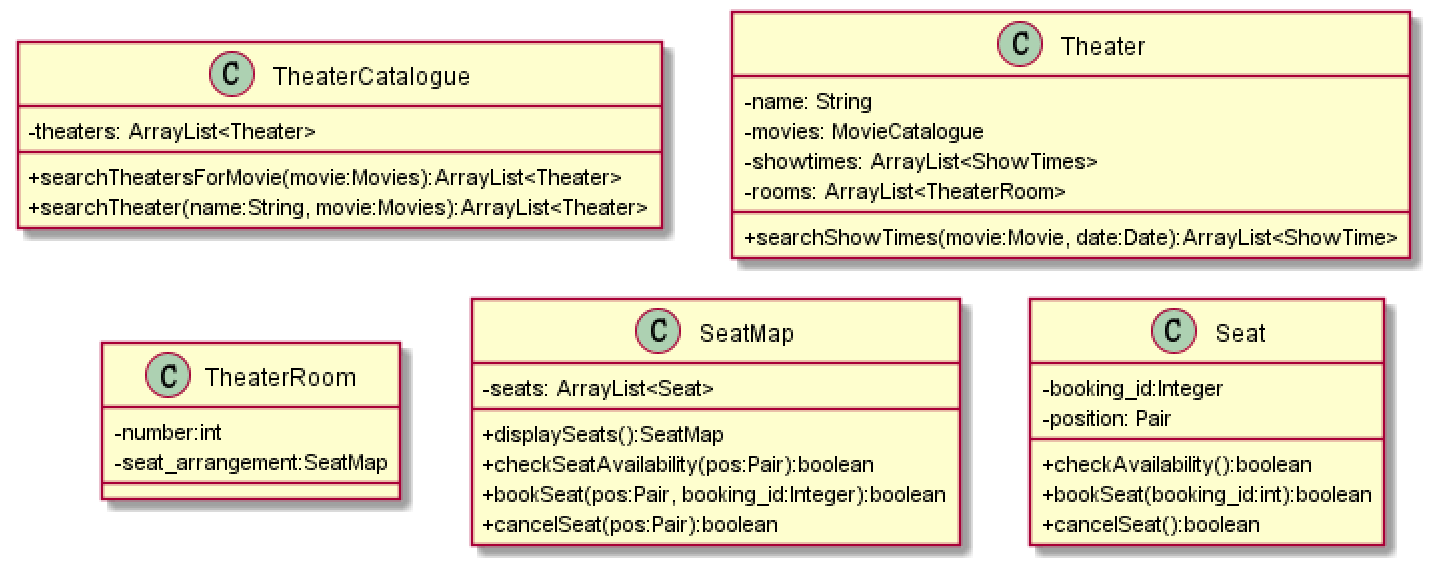 C TheaterCatalogue
-theaters: ArrayList<Theater>
+searchTheatersForMovie(movie:Movies):ArrayList<Theater>
+searchTheater(name:String, movie:Movies):ArrayList<Theater>
C Theater
-name: String
-movies: MovieCatalogue
-showtimes: ArrayList<ShowTimes>
-rooms: ArrayList<TheaterRoom>
+searchShowTimes(movie:Movie, date:Date):ArrayList<ShowTime>
C TheaterRoom
-number:int
-seat_arrangement:SeatMap
C SeatMap
-seats: ArrayList<Seat>
+displaySeats():SeatMap
+checkSeatAvailability(pos:Pair):boolean
+bookSeat(pos:Pair, booking_id:Integer):boolean
+cancelSeat(pos:Pair):boolean
C Seat
-booking_id:Integer
-position: Pair
+checkAvailability():boolean
+bookSeat(booking_id:int):boolean
+cancelSeat():boolean